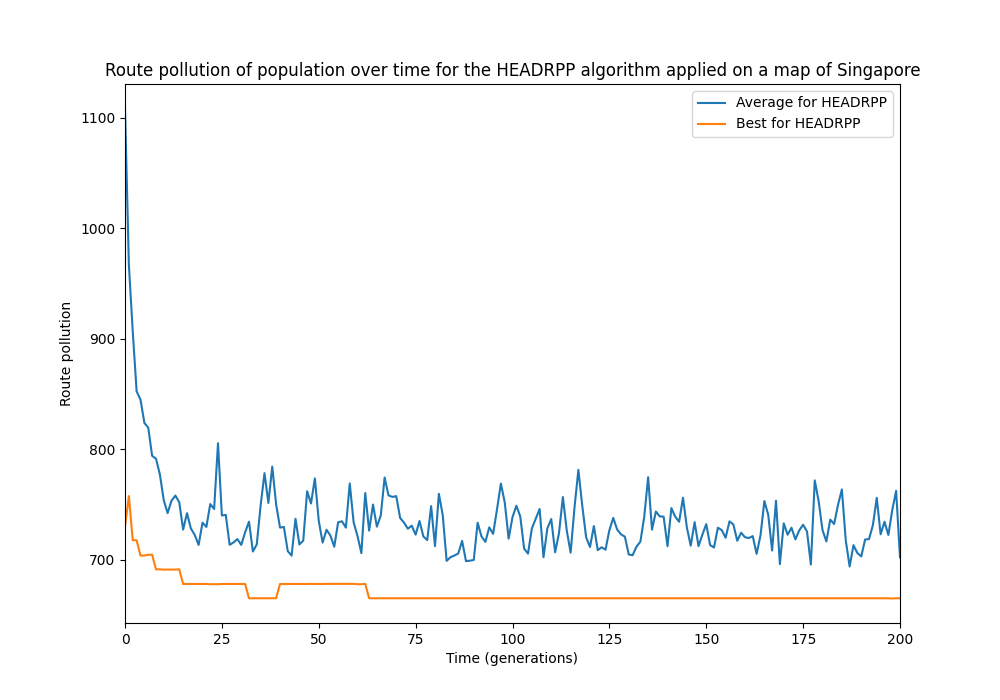 Route pollution of population over time for the HEADRPP algorithm applied on a map of Singapore
Average for HEADRPP
Best for HEADRPP
Route pollution
1100
1000
900
800
700
0 25 50 75 100 125 150 175 200
Time (generations)